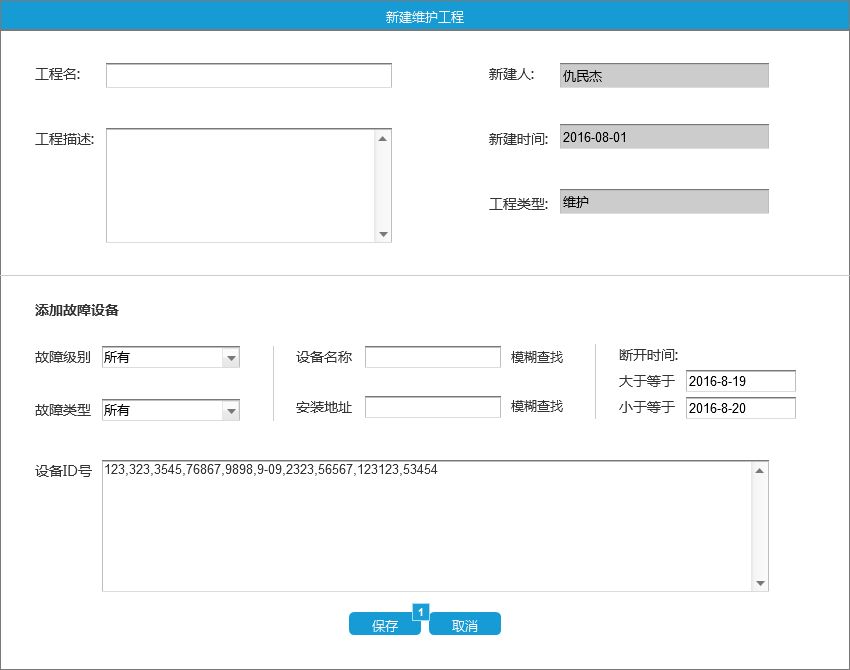 新建维护工程
工程名:
新建人: 仇民杰
工程描述:
新建时间: 2016-08-01
工程类型: 维护
添加故障设备
故障级别 所有
设备名称 模糊查找
断开时间:
大于等于 2016-8-19
故障类型 所有
安装地址 模糊查找
小于等于 2016-8-20
设备ID号 123,323,3545,76867,9898,9-09,2323,56567,123123,53454
保存 1 取消